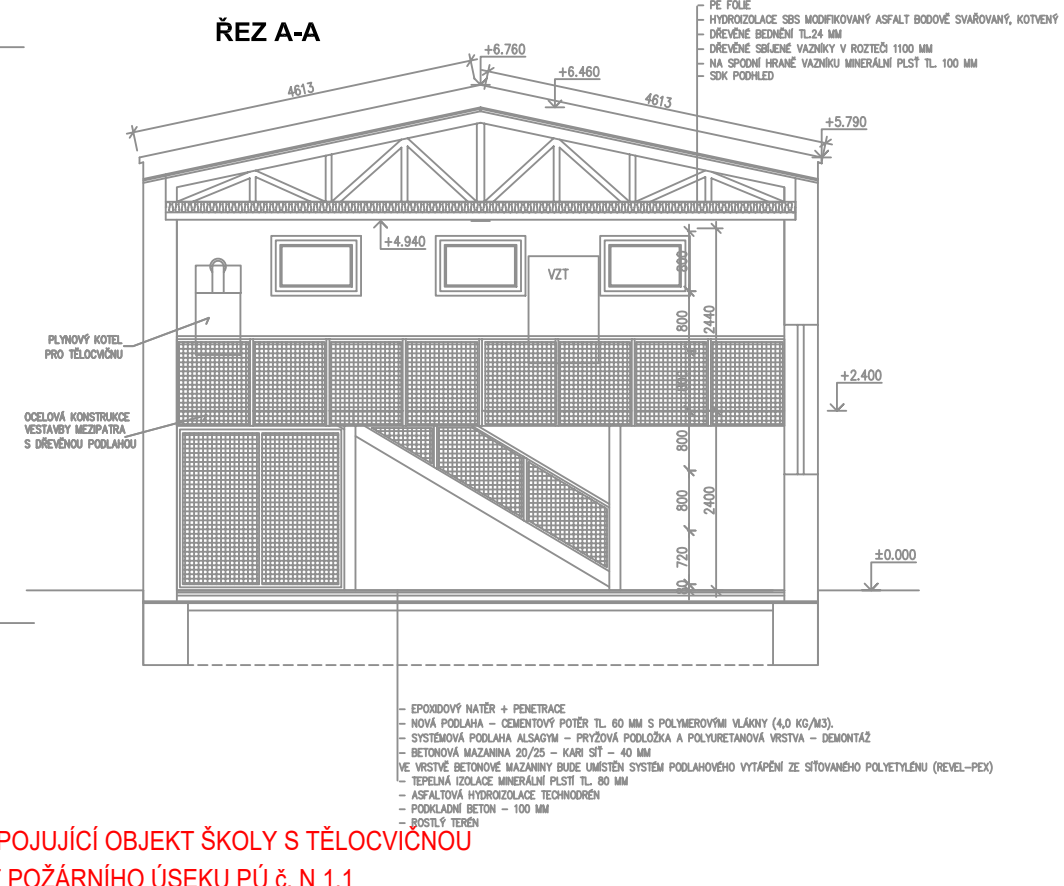 ŘEZ A-A
– PE FOLIE
– HYDROIZOLACE SBS MODIFIKOVANÝ ASFALT BODOVĚ SVAŘOVANÝ, KOTVENÝ
– DŘEVĚNÉ BEDNĚNÍ TL.24 MM
– DŘEVĚNÉ SBÍJENÉ VAZNÍKY V ROZTEČI 1100 MM
– NA SPODNÍ HRANĚ VAZNÍKU MINERÁLNÍ PLSŤ TL. 100 MM
– SDK PODHLED
+6.760
+6.460
4613
4613
+5.790
+4.940
VZT
800
800
2440
PLYNOVÝ KOTEL
PRO TĚLOCVIČNU
+2.400
OCELOVÁ KONSTRUKCE
VESTAVBY MEZIPATRA
S DŘEVĚNOU PODLAHOU
800
800
800
2400
720
80
±0.000
– EPOXIDOVÝ NATĚR + PENETRACE
– NOVÁ PODLAHA – CEMENTOVÝ POTĚR TL. 60 MM S POLYMEROVÝMI VLÁKNY (4,0 KG/M3).
– SYSTÉMOVÁ PODLAHA ALSAGYM – PRYŽOVÁ PODLOŽKA A POLYURETANOVÁ VRSTVA – DEMONTÁŽ
– BETONOVÁ MAZANINA 20/25 – KARI SÍŤ – 40 MM
VE VRSTVĚ BETONOVÉ MAZANINY BUDE UMÍSTĚN SYSTÉM PODLAHOVÉHO VYTÁPĚNÍ ZE SÍŤOVANÉHO POLYETYLÉNU (REVEL–PEX)
– TEPELNÁ IZOLACE MINERÁLNÍ PLSTÍ TL. 80 MM
– ASFALTOVÁ HYDROIZOLACE TECHNODRÉN
– PODKLADNÍ BETON – 100 MM
– ROSTLÝ TERÉN
POJUJÍCÍ OBJEKT ŠKOLY S TĚLOCVIČNOU
POŽÁRNÍHO ÚSEKU PÚ č. N 1.1